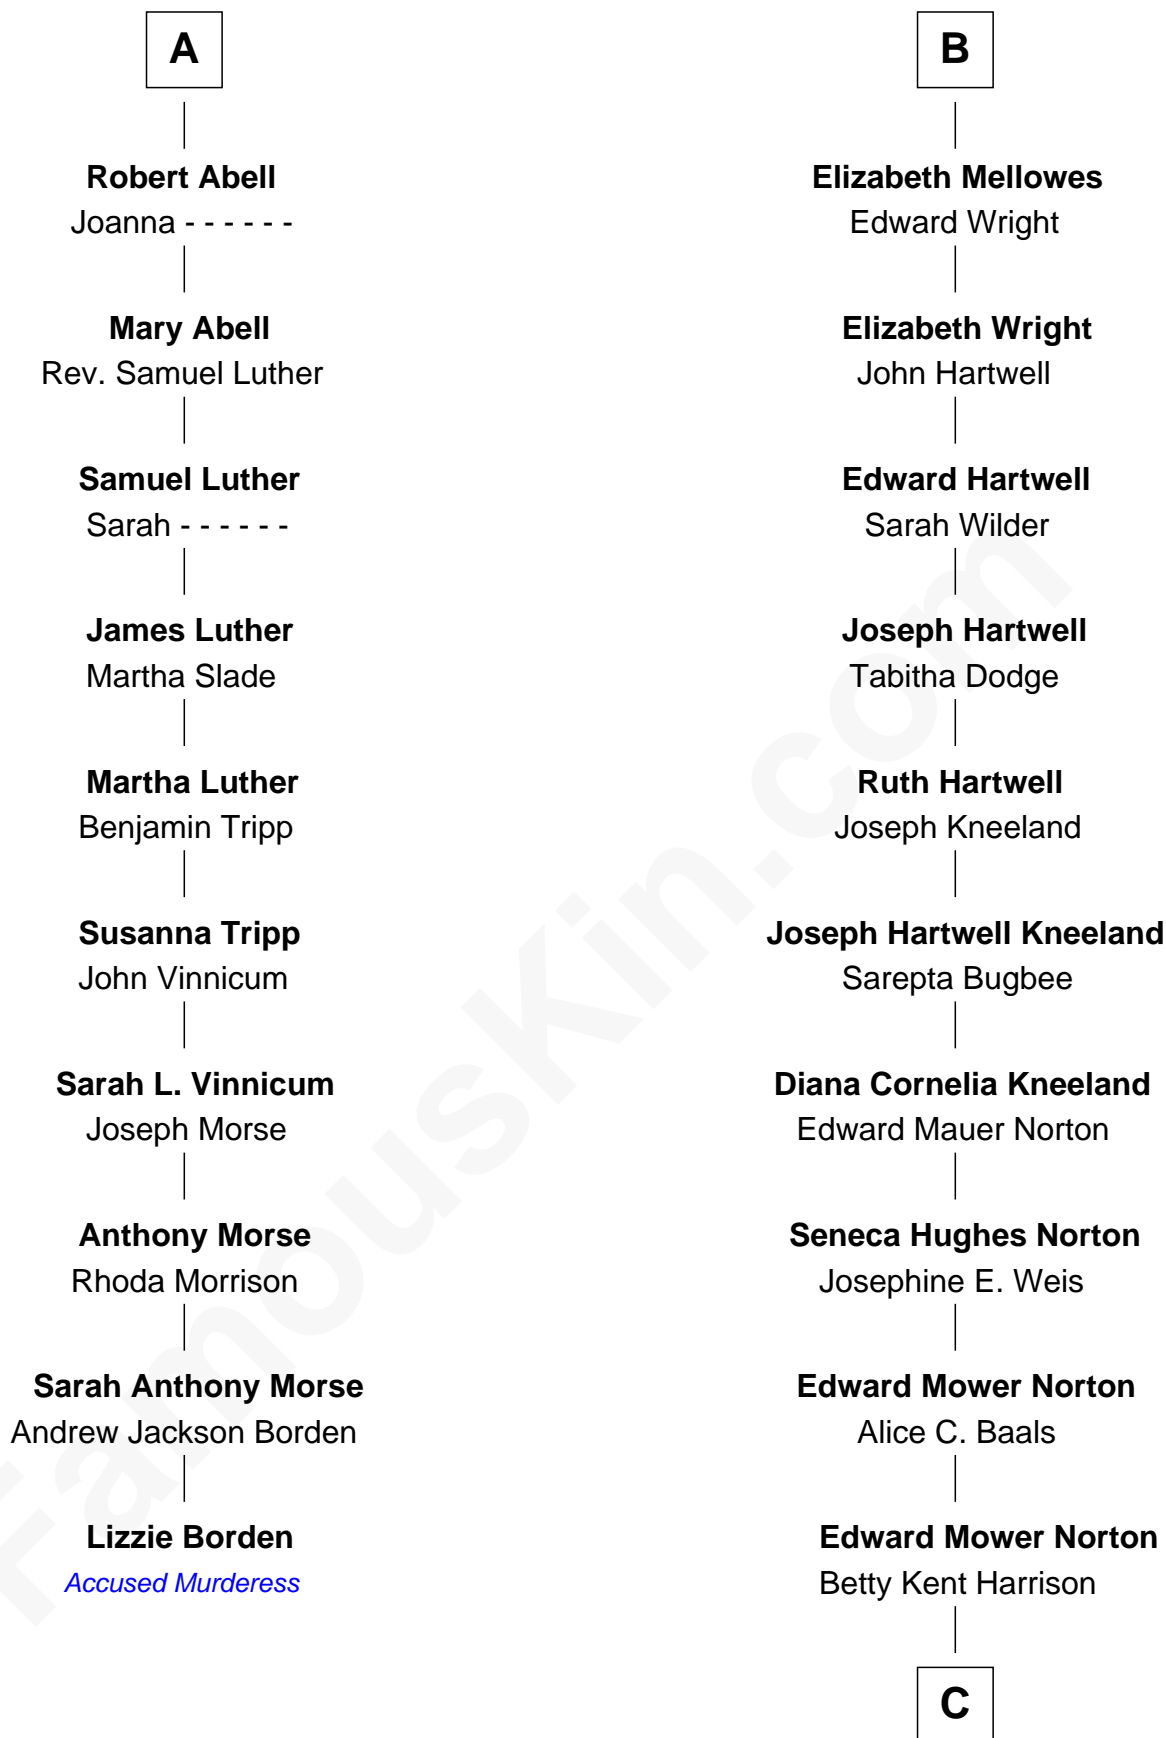 A
Robert Abell
Joanna - - - - - -
Mary Abell
Rev. Samuel Luther
Samuel Luther
Sarah - - - - - -
James Luther
Martha Slade
Martha Luther
Benjamin Tripp
Susanna Tripp
John Vinnicum
Sarah L. Vinnicum
Joseph Morse
Anthony Morse
Rhoda Morrison
Sarah Anthony Morse
Andrew Jackson Borden
Lizzie Borden
Accused Murderess
B
Elizabeth Mellowes
Edward Wright
Elizabeth Wright
John Hartwell
Edward Hartwell
Sarah Wilder
Joseph Hartwell
Tabitha Dodge
Ruth Hartwell
Joseph Kneeland
Joseph Hartwell Kneeland
Sarepta Bugbee
Diana Cornelia Kneeland
Edward Mauer Norton
Seneca Hughes Norton
Josephine E. Weis
Edward Mower Norton
Alice C. Baals
Edward Mower Norton
Betty Kent Harrison
C
FamousKin.com